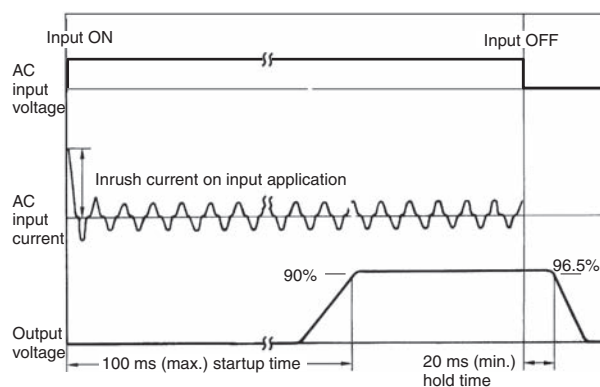 Input ON
Input OFF
AC
input
voltage
Inrush current on input application
AC
input
current
90%
96.5%
Output
voltage
100 ms (max.) startup time
20 ms (min.)
hold time